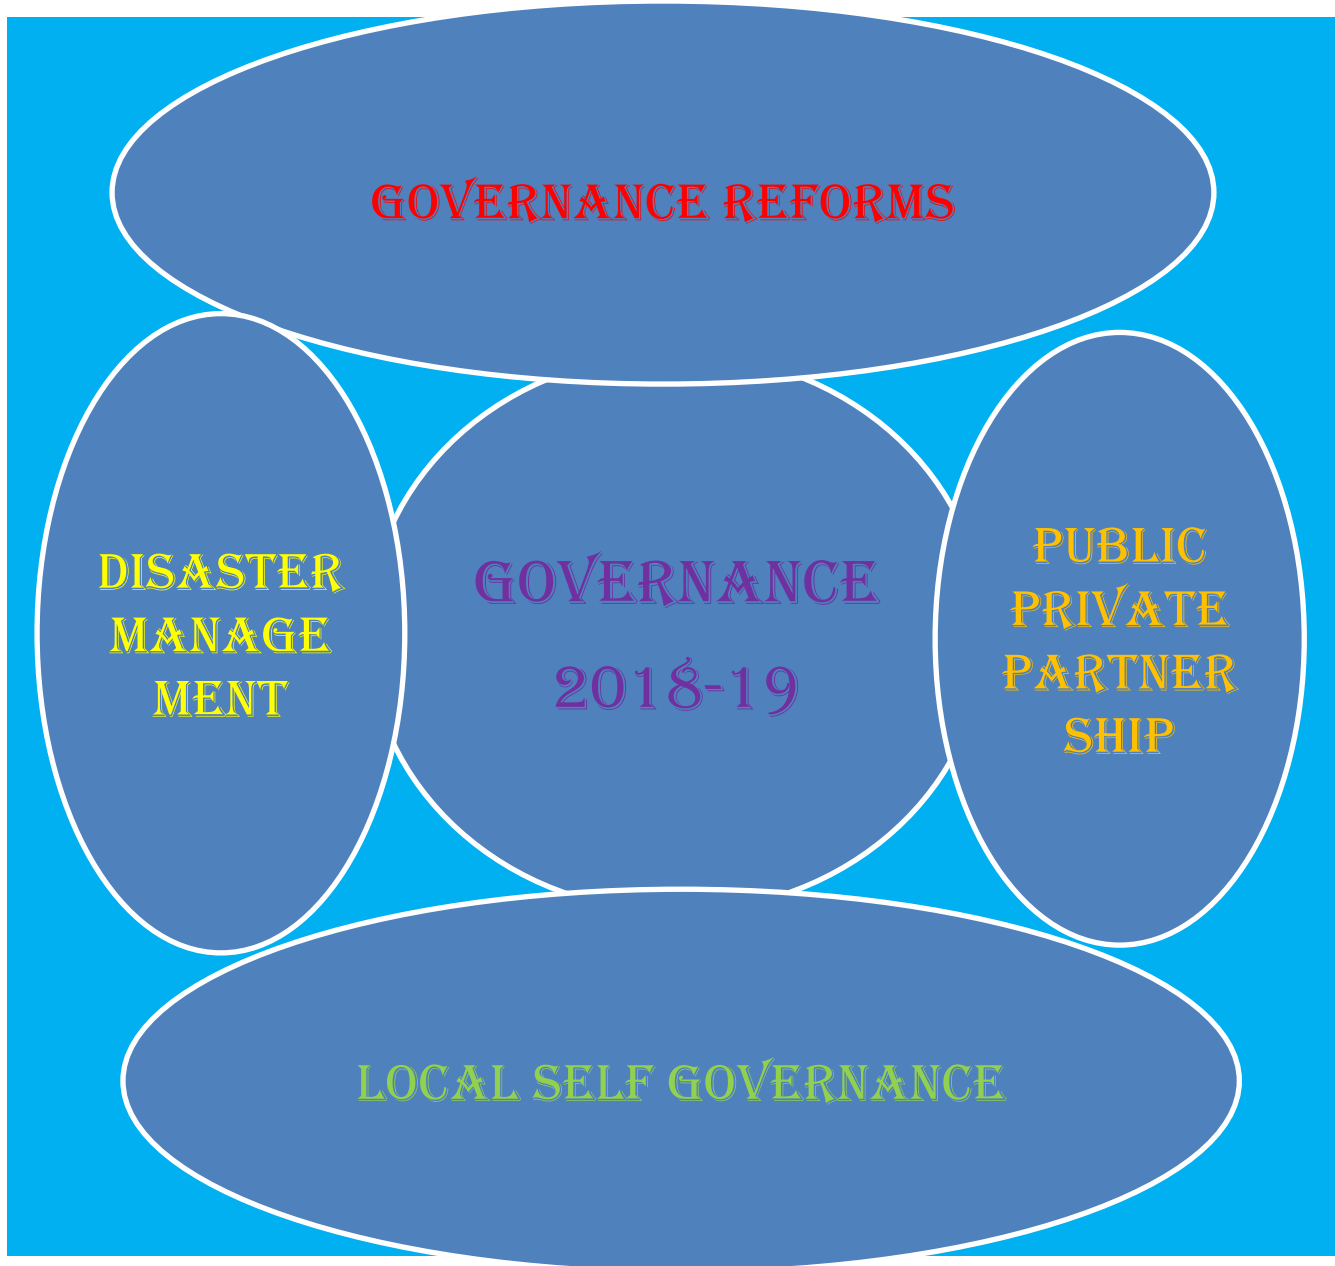 GOVERNANCE REFORMS
DISASTER
MANAGE
MENT
GOVERNANCE
2018-19
PUBLIC
PRIVATE
PARTNER
SHIP
LOCAL SELF GOVERNANCE